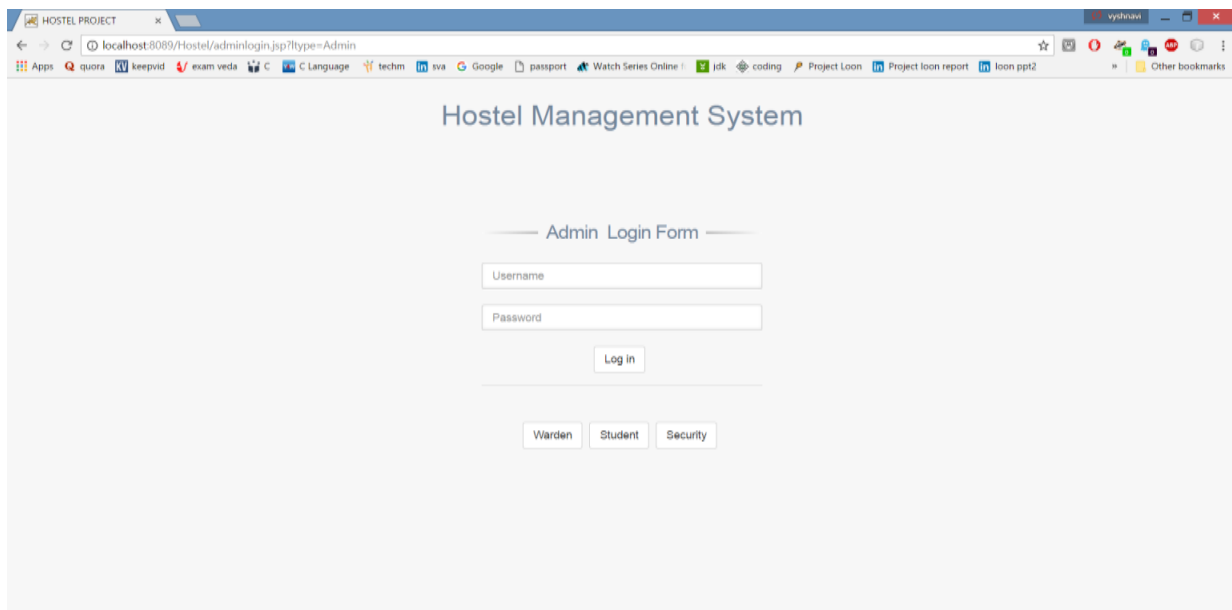 HOSTEL PROJECT
vyshnavi
localhost:8089/Hostel/adminlogin.jsp?ltype=Admin
Apps quora keepvid exam veda C C Language techm sva Google passport Watch Series Online jdk coding Project Loon Project loon report loon ppt2 » Other bookmarks
Hostel Management System
Admin Login Form
Username
Password
Log in
Warden Student Security